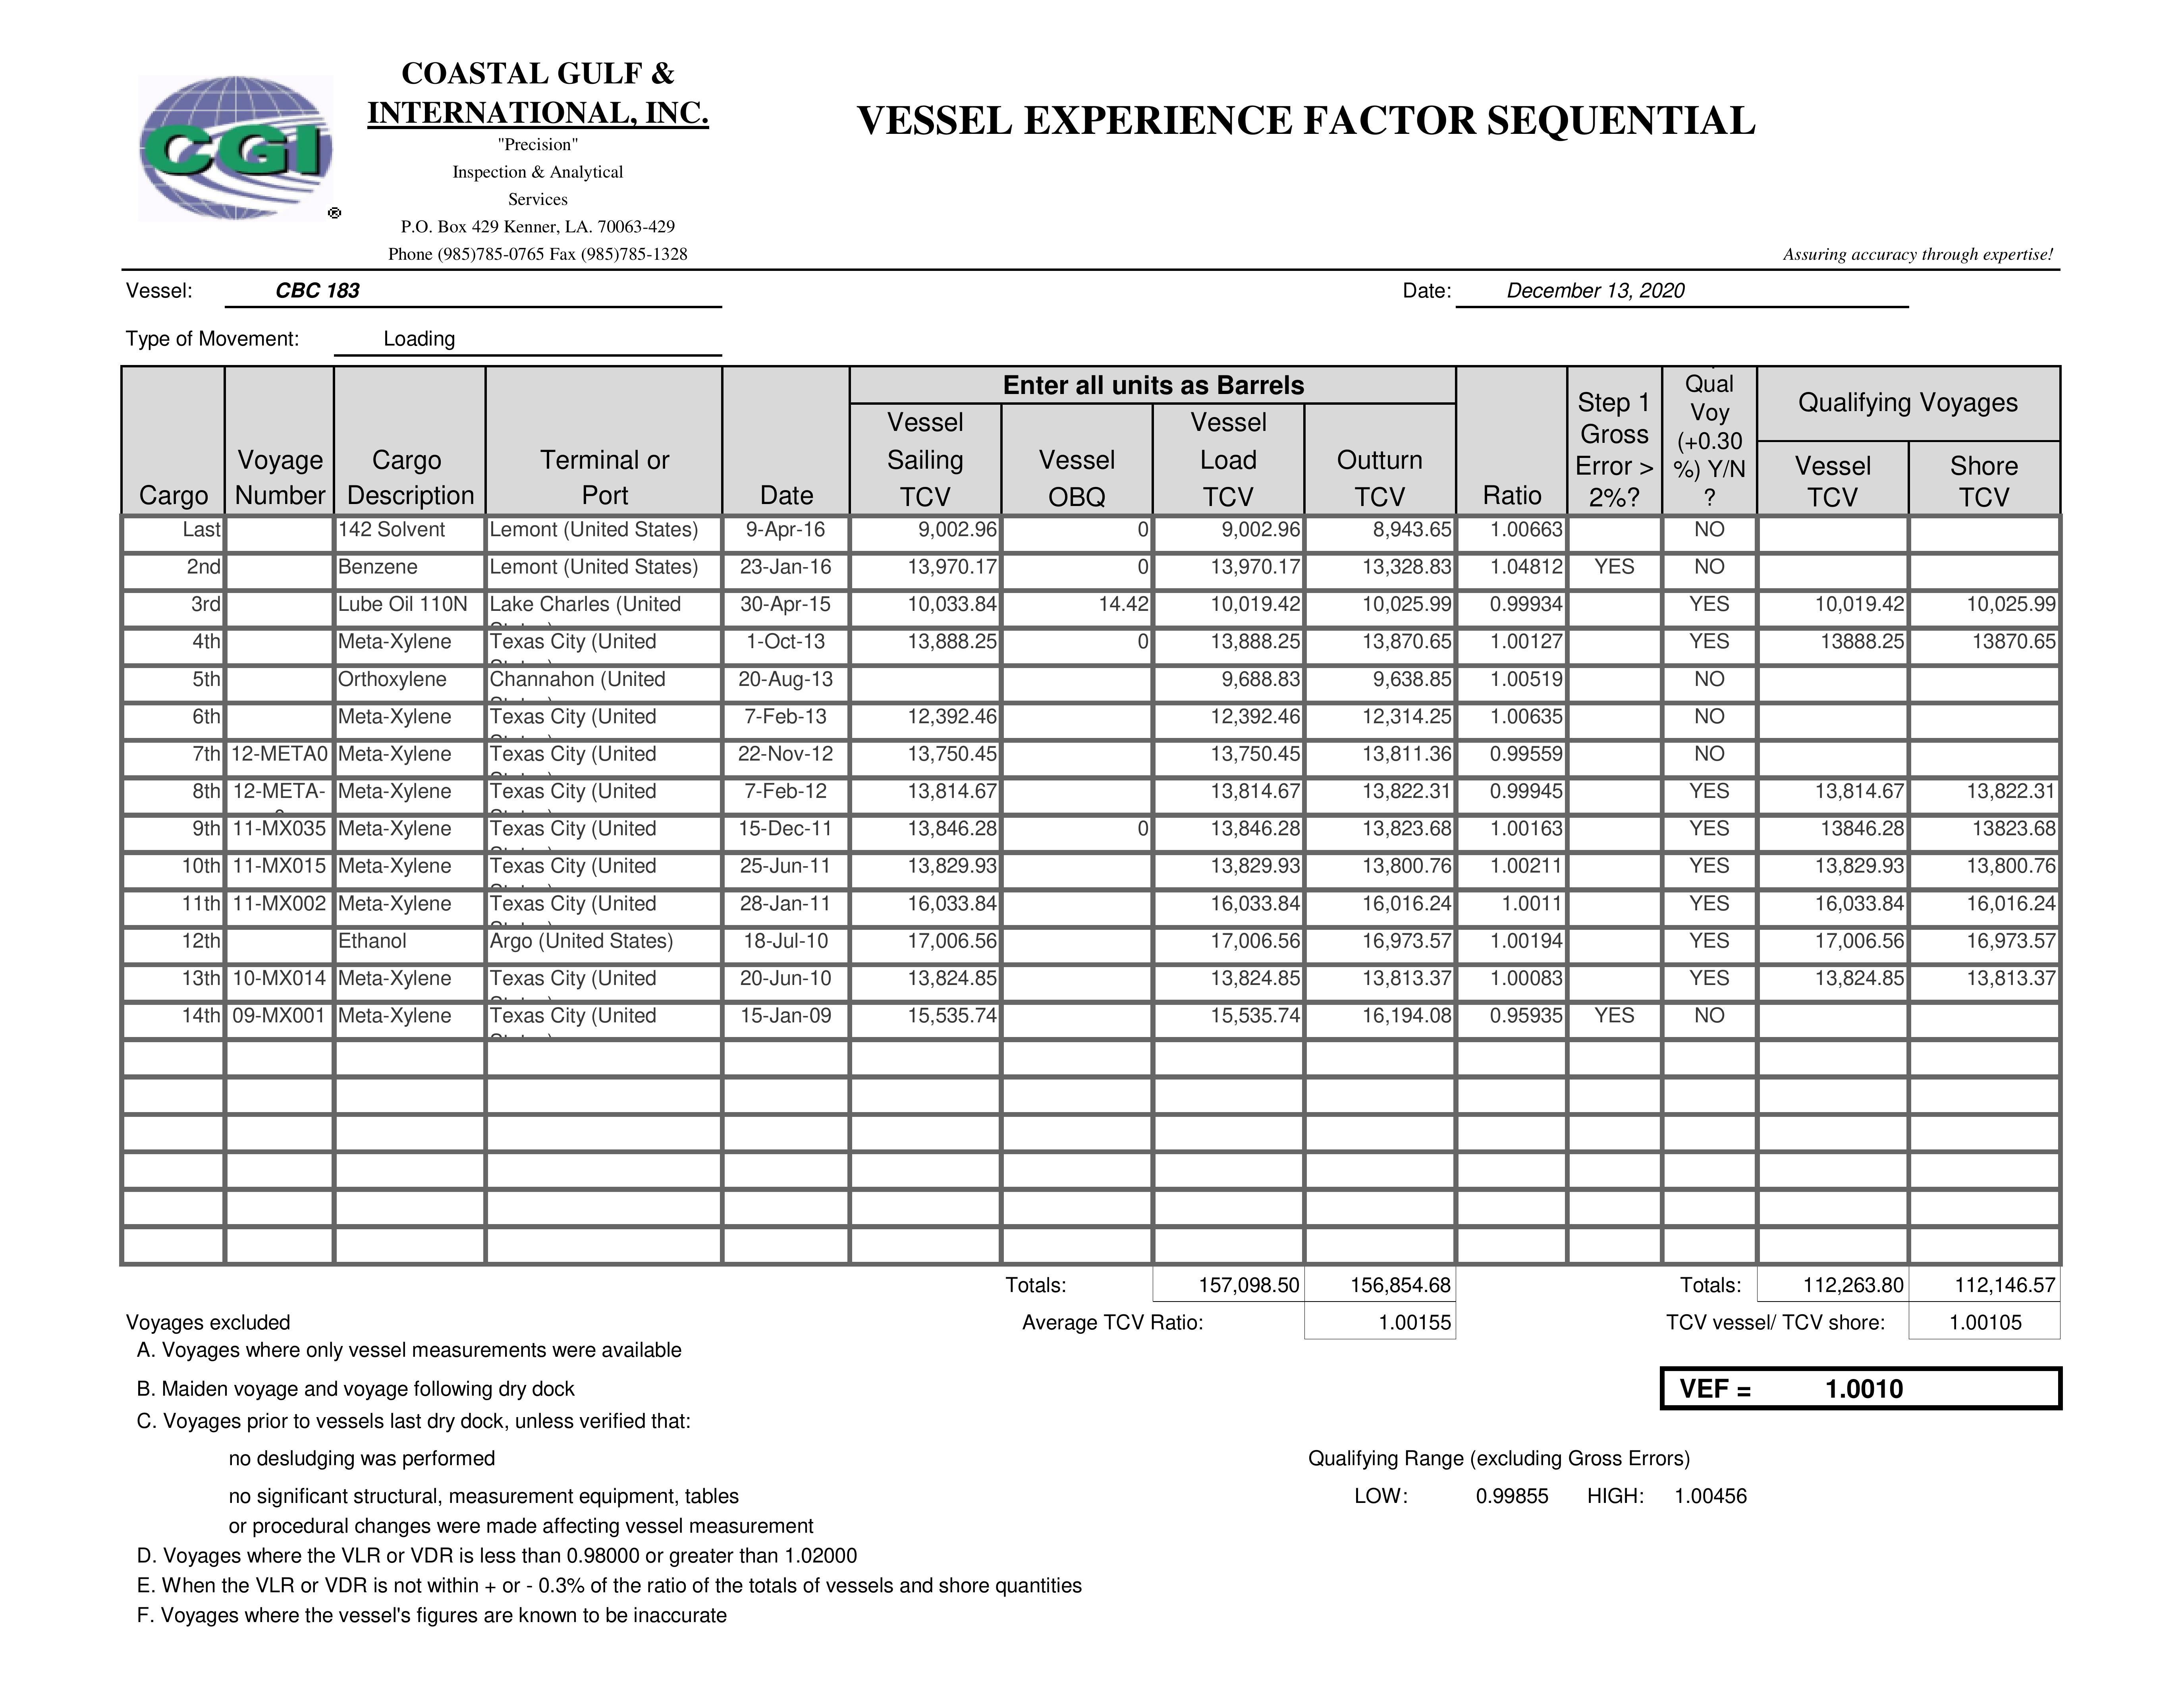 COASTAL GULF &
INTERNATIONAL, INC.
"Precision"
Inspection & Analytical
Services
P.O. Box 429 Kenner, LA. 70063-429
Phone (985)785-0765 Fax (985)785-1328
CGI
®
VESSEL EXPERIENCE FACTOR SEQUENTIAL
Assuring accuracy through expertise!
Vessel: CBC 183 Date: December 13, 2020
Type of Movement: Loading
Cargo
Voyage Number
Cargo Description
Terminal or Port
Date
Enter all units as Barrels
Vessel Sailing TCV
Vessel OBQ
Vessel Load TCV
Outturn TCV
Ratio
Step 1 Gross Error > 2%?
Qual Voy (+0.30 %) Y/N ?
Qualifying Voyages
Vessel TCV
Shore TCV
Last 142 Solvent Lemont (United States) 9-Apr-16 9,002.96 0 9,002.96 8,943.65 1.00663 NO
2nd Benzene Lemont (United States) 23-Jan-16 13,970.17 0 13,970.17 13,328.83 1.04812 YES NO
3rd Lube Oil 110N Lake Charles (United 30-Apr-15 10,033.84 14.42 10,019.42 10,025.99 0.99934 YES 10,019.42 10,025.99
4th Meta-Xylene Texas City (United 1-Oct-13 13,888.25 0 13,888.25 13,870.65 1.00127 YES 13888.25 13870.65
5th Orthoxylene Channahon (United 20-Aug-13 9,688.83 9,638.85 1.00519 NO
6th Meta-Xylene Texas City (United 7-Feb-13 12,392.46 12,392.46 12,314.25 1.00635 NO
7th 12-META0 Meta-Xylene Texas City (United 22-Nov-12 13,750.45 13,750.45 13,811.36 0.99559 NO
8th 12-META- Meta-Xylene Texas City (United 7-Feb-12 13,814.67 13,814.67 13,822.31 0.99945 YES 13,814.67 13,822.31
9th 11-MX035 Meta-Xylene Texas City (United 15-Dec-11 13,846.28 0 13,846.28 13,823.68 1.00163 YES 13846.28 13823.68
10th 11-MX015 Meta-Xylene Texas City (United 25-Jun-11 13,829.93 13,829.93 13,800.76 1.00211 YES 13,829.93 13,800.76
11th 11-MX002 Meta-Xylene Texas City (United 28-Jan-11 16,033.84 16,033.84 16,016.24 1.0011 YES 16,033.84 16,016.24
12th Ethanol Argo (United States) 18-Jul-10 17,006.56 17,006.56 16,973.57 1.00194 YES 17,006.56 16,973.57
13th 10-MX014 Meta-Xylene Texas City (United 20-Jun-10 13,824.85 13,824.85 13,813.37 1.00083 YES 13,824.85 13,813.37
14th 09-MX001 Meta-Xylene Texas City (United 15-Jan-09 15,535.74 15,535.74 16,194.08 0.95935 YES NO
Totals: 157,098.50 156,854.68 Totals: 112,263.80 112,146.57
Voyages excluded Average TCV Ratio: 1.00155 TCV vessel/ TCV shore: 1.00105
A. Voyages where only vessel measurements were available
B. Maiden voyage and voyage following dry dock VEF = 1.0010
C. Voyages prior to vessels last dry dock, unless verified that:
no desludging was performed Qualifying Range (excluding Gross Errors)
no significant structural, measurement equipment, tables LOW: 0.99855 HIGH: 1.00456
or procedural changes were made affecting vessel measurement
D. Voyages where the VLR or VDR is less than 0.98000 or greater than 1.02000
E. When the VLR or VDR is not within + or - 0.3% of the ratio of the totals of vessels and shore quantities
F. Voyages where the vessel's figures are known to be inaccurate